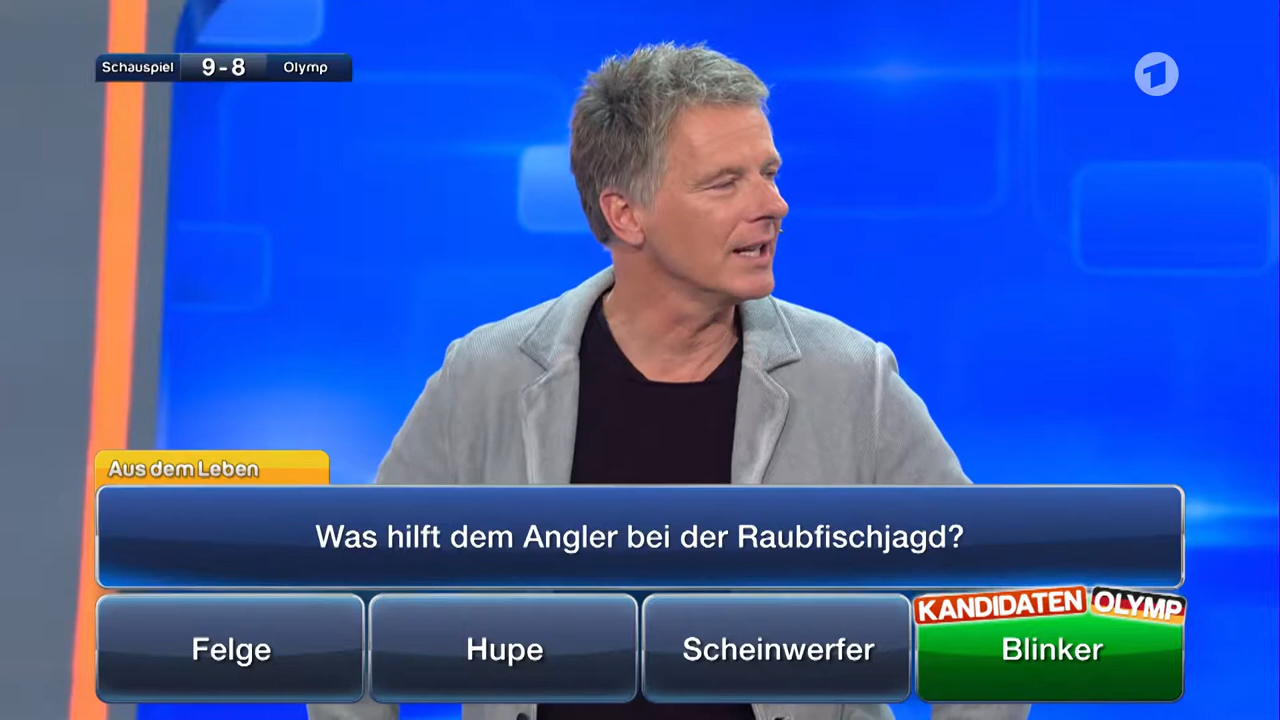 Schauspiel 9-8 Olymp
1
Aus dem Leben
Was hilft dem Angler bei der Raubfischjagd?
KANDIDATEN OLYMP
Felge Hupe Scheinwerfer Blinker